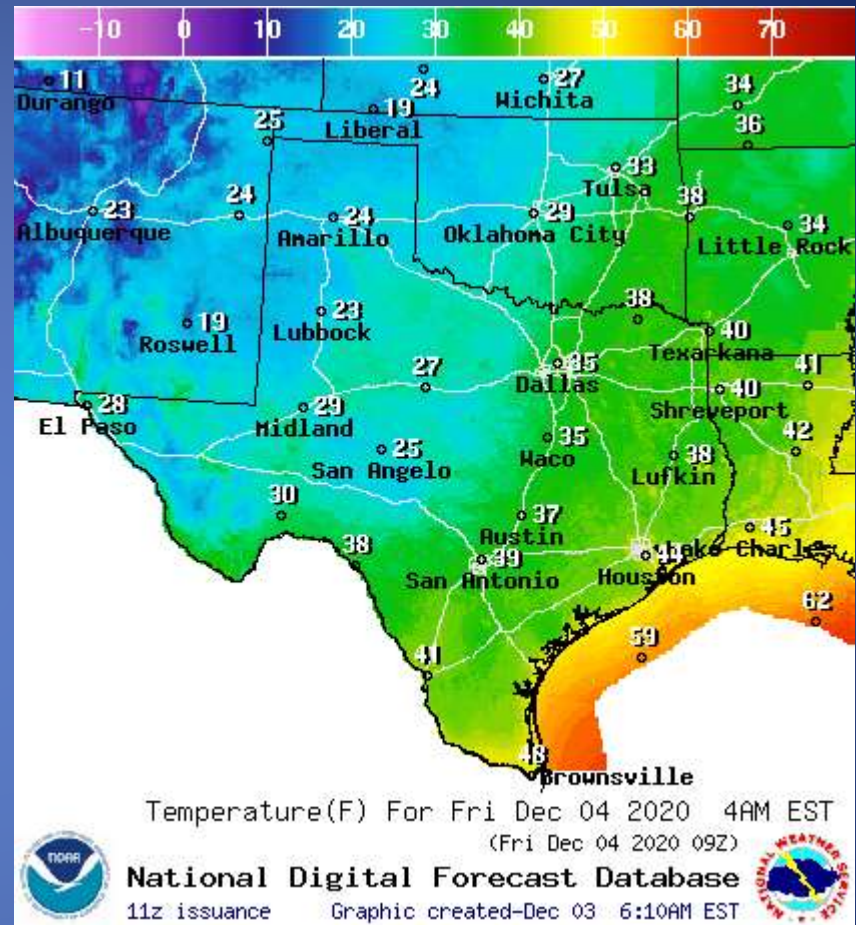 -10 0 10 20 30 40 50 60 70
11
Durango
24
27
Wichita
34
19
Liberal
25
36
33
Tulsa
23
Albuquerque
24
24
Amarillo
29
Oklahoma City
38
34
Little Rock
19
Roswell
23
Lubbock
38
40
Texarkana
35
Dallas
41
27
40
Shreveport
28
El Paso
29
Midland
25
San Angelo
35
Waco
38
Lufkin
42
30
37
Austin
45
38
39
San Antonio
44
Houston
Lake Charles
62
59
41
48
Brownsville
Temperature(F) For Fri Dec 04 2020 4AM EST
(Fri Dec 04 2020 09Z)
NOAA
National Digital Forecast Database
11z issuance Graphic created-Dec 03 6:10AM EST
NATIONAL WEATHER SERVICE